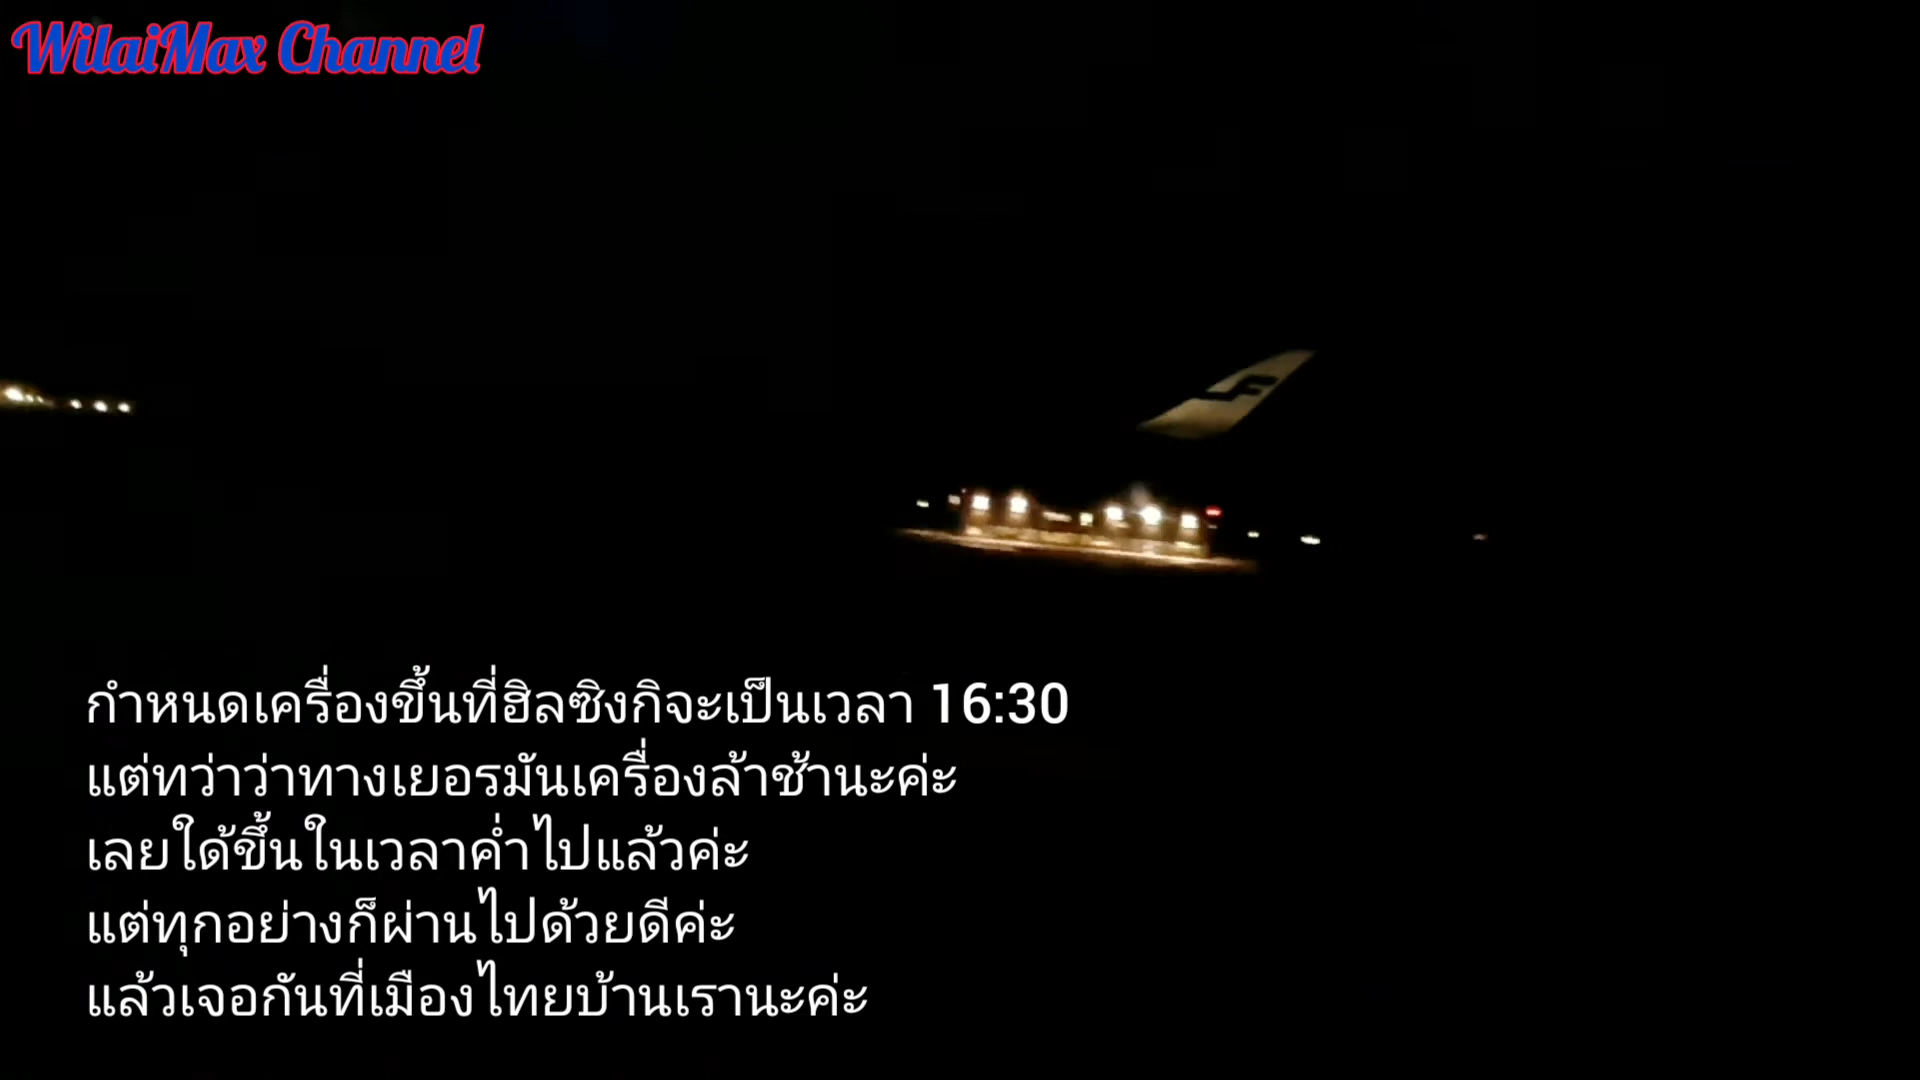 WilaiMax Channel
กำหนดเครื่องขึ้นที่ฮิลซิงกิจะเป็นเวลา 16:30
แต่ทว่าว่าทางเยอรมันเครื่องล้าช้านะค่ะ
เลยใด้ขึ้นในเวลาค่ำไปแล้วค่ะ
แต่ทุกอย่างก็ผ่านไปด้วยดีค่ะ
แล้วเจอกันที่เมืองไทยบ้านเรานะค่ะ